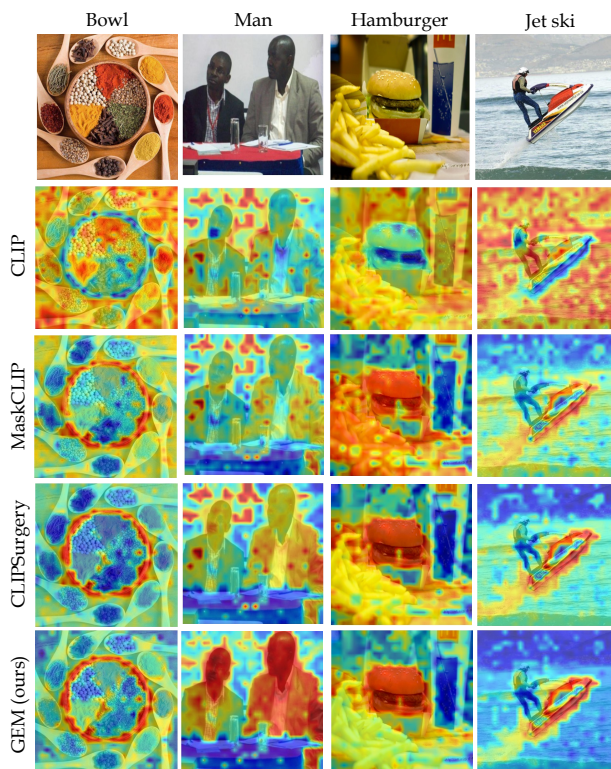 Bowl Man Hamburger Jet ski
CLIP
MaskCLIP
CLIPSurgery
GEM (ours)